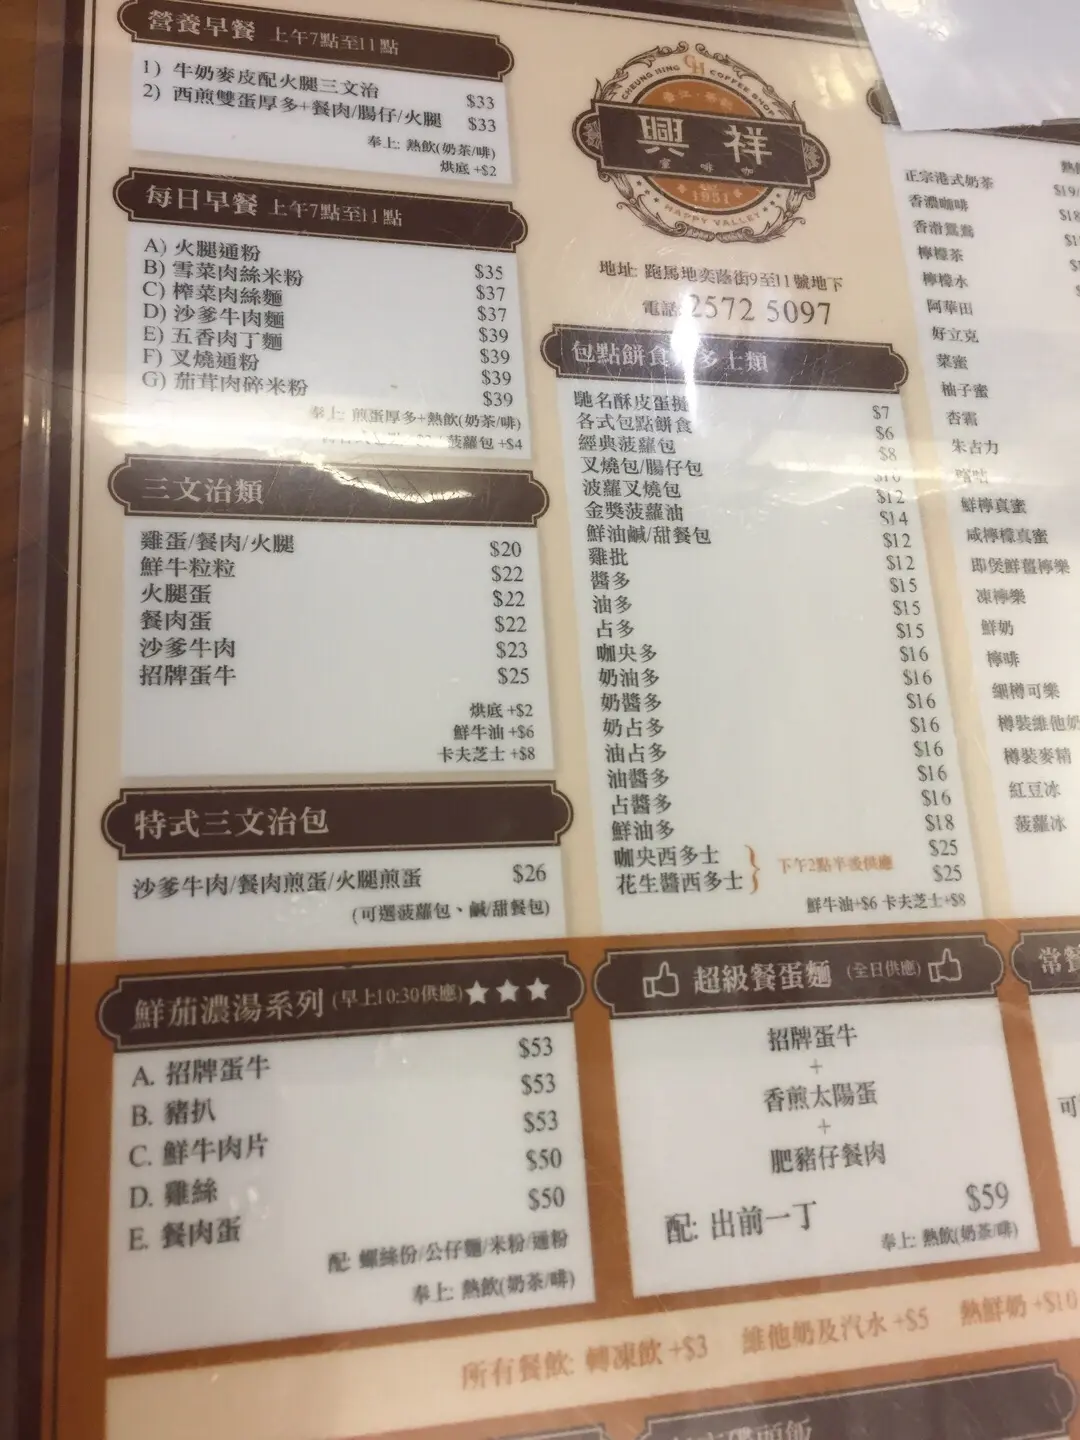 營養早餐 上午7點至11點
1) 牛奶麥皮配火腿三文治 $33
2) 西煎雙蛋厚多+餐肉/腸仔/火腿 $33
奉上: 熱飲(奶茶/啡)
烘底 +$2
每日早餐 上午7點至11點
A) 火腿通粉 $35
B) 雪菜肉絲米粉 $37
C) 榨菜肉絲麵 $37
D) 沙爹牛肉麵 $39
E) 五香肉丁麵 $39
F) 叉燒通粉 $39
G) 茄茸肉碎米粉 $39
奉上: 煎蛋厚多+熱飲(奶茶/啡)
菠蘿包 +$4
三文治類
雞蛋/餐肉/火腿 $20
鮮牛粒粒 $22
火腿蛋 $22
餐肉蛋 $22
沙爹牛肉 $23
招牌蛋牛 $25
烘底 +$2
鮮牛油 +$6
卡夫芝士 +$8
特式三文治包
沙爹牛肉/餐肉煎蛋/火腿煎蛋 $26
(可選菠蘿包、鹹/甜餐包)
鮮茄濃湯系列 (早上10:30供應)
A. 招牌蛋牛 $53
B. 豬扒 $53
C. 鮮牛肉片 $53
D. 雞絲 $50
E. 餐肉蛋 $50
配: 螺絲份/公仔麵/米粉/通粉
奉上: 熱飲(奶茶/啡)
CHEUNG HING COFFEE SHOP
興祥
室啡咖
1951
HAPPY VALLEY
地址: 跑馬地奕蔭街9至11號地下
電話: 2572 5097
包點餅食 多士類
馳名酥皮蛋撻 $7
各式包點餅食 $6
經典菠蘿包 $8
叉燒包/腸仔包 $10
菠蘿叉燒包 $12
金獎菠蘿油 $14
鮮油鹹/甜餐包 $12
雞批 $12
醬多 $15
油多 $15
占多 $15
咖央多 $16
奶油多 $16
奶醬多 $16
奶占多 $16
油占多 $16
油醬多 $16
占醬多 $16
鮮油多 $18
咖央西多士 $25
花生醬西多士 $25
下午2點半後供應
鮮牛油+$6 卡夫芝士+$8
超級餐蛋麵 (全日供應)
招牌蛋牛
+
香煎太陽蛋
+
肥豬仔餐肉
$59
配: 出前一丁
奉上: 熱飲(奶茶/啡)
正宗港式奶茶
香濃咖啡
香滑鴛鴦
檸檬茶
檸檬水
阿華田
好立克
菜蜜
柚子蜜
杏霜
朱古力
鮮檸真蜜
咸檸檬真蜜
即煲鮮薑檸樂
凍檸樂
鮮奶
檸啡
細樽可樂
樽裝維他奶
樽裝麥精
紅豆冰
菠蘿冰
常餐
可
所有餐飲: 轉凍飲 +$3 維他奶及汽水 +$5 熱鮮奶 +$10